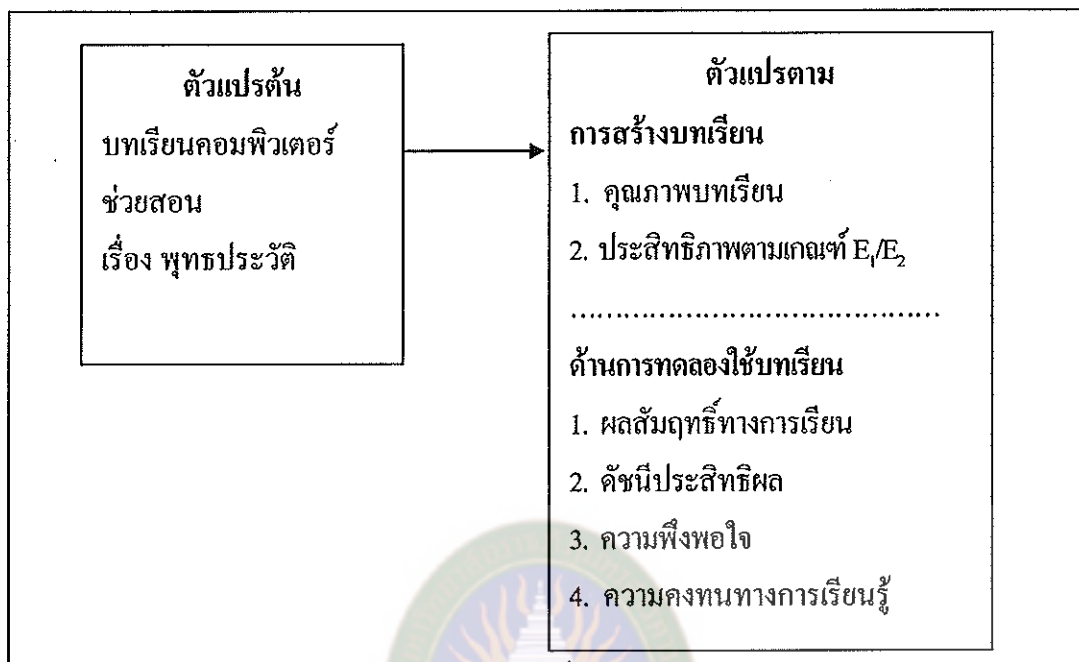 ตัวแปรต้น
บทเรียนคอมพิวเตอร์
ช่วยสอน
เรื่อง พุทธประวัติ
ตัวแปรตาม
การสร้างบทเรียน
1. คุณภาพบทเรียน
2. ประสิทธิภาพตามเกณฑ์ E₁/E₂
..........................................
ด้านการทดลองใช้บทเรียน
1. ผลสัมฤทธิ์ทางการเรียน
2. ดัชนีประสิทธิผล
3. ความพึงพอใจ
4. ความคงทนทางการเรียนรู้